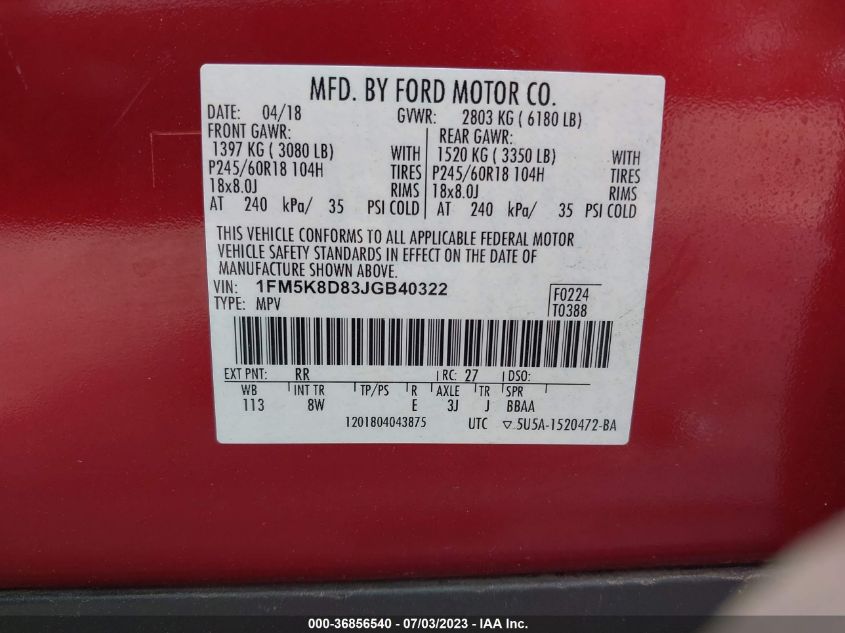 MFD. BY FORD MOTOR CO.
DATE: 04/18 GVWR: 2803 KG ( 6180 LB)
FRONT GAWR: REAR GAWR:
1397 KG ( 3080 LB) WITH 1520 KG ( 3350 LB) WITH
P245/60R18 104H TIRES P245/60R18 104H TIRES
18x8.0J RIMS 18x8.0J RIMS
AT 240 kPa/ 35 PSI COLD AT 240 kPa/ 35 PSI COLD
THIS VEHICLE CONFORMS TO ALL APPLICABLE FEDERAL MOTOR
VEHICLE SAFETY STANDARDS IN EFFECT ON THE DATE OF
MANUFACTURE SHOWN ABOVE.
VIN: 1FM5K8D83JGB40322 F0224
TYPE: MPV T0388
EXT PNT: RR RC: 27 DSO:
WB INT TR TP/PS R AXLE TR SPR
113 8W E 3J J BBAA
1201804043875 UTC ▽ 5U5A-1520472-BA
000-36856540 - 07/03/2023 - IAA Inc.